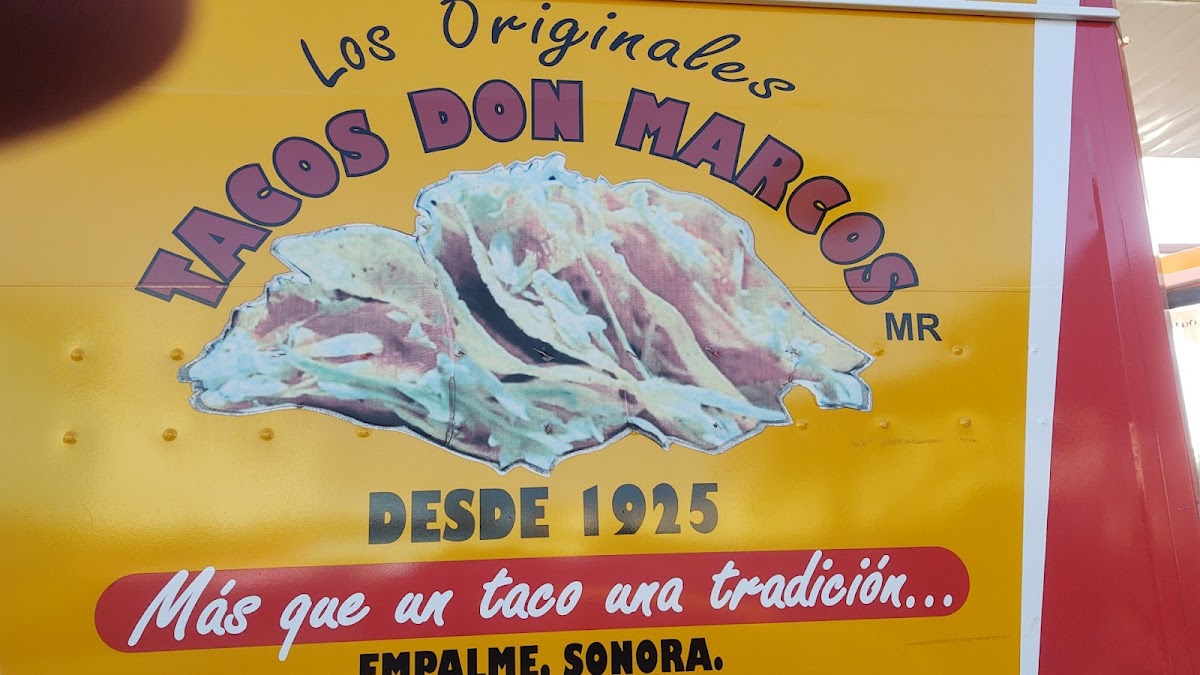 Los Originales
TACOS DON MARCOS
MR
DESDE 1925
Más que un taco una tradición...
EMPALME, SONORA.